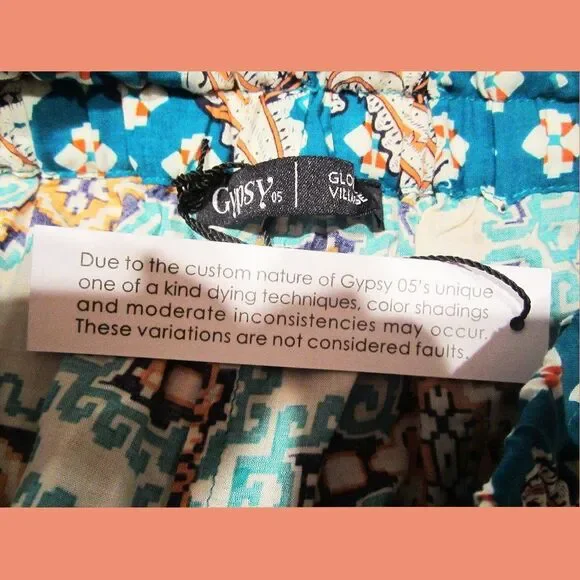 Gypsy 05
Due to the custom nature of Gypsy 05's unique
one of a kind dying techniques, color shadings
and moderate inconsistencies may occur.
These variations are not considered faults.